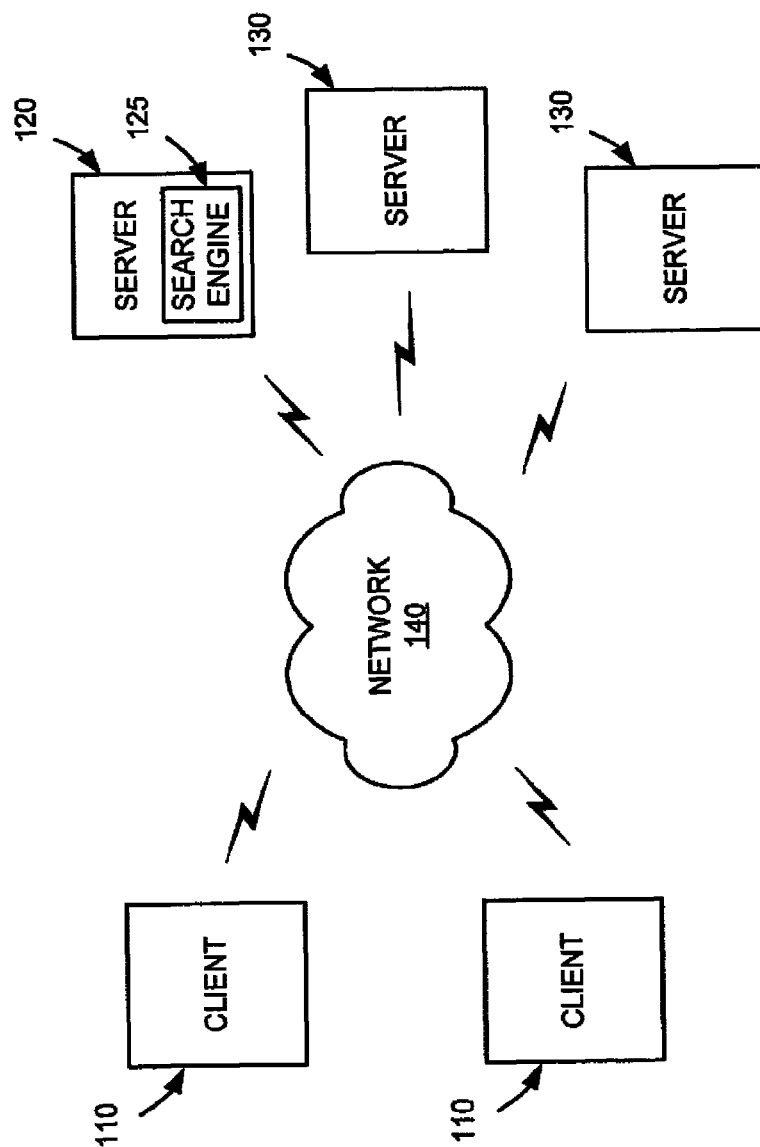 120
SERVER
125
SEARCH
ENGINE
130
SERVER
130
SERVER
NETWORK
140
CLIENT
110
CLIENT
110